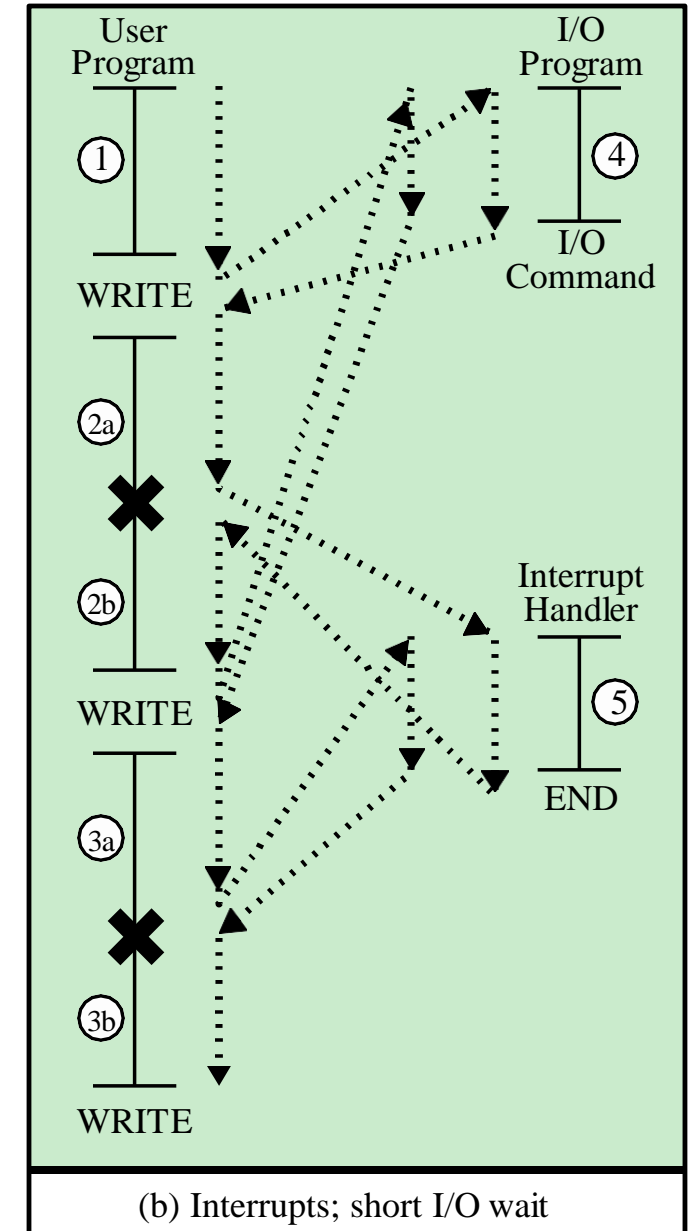 User
Program
1
WRITE
2a
2b
WRITE
3a
3b
WRITE
I/O
Program
4
I/O
Command
Interrupt
Handler
5
END
(b) Interrupts; short I/O wait